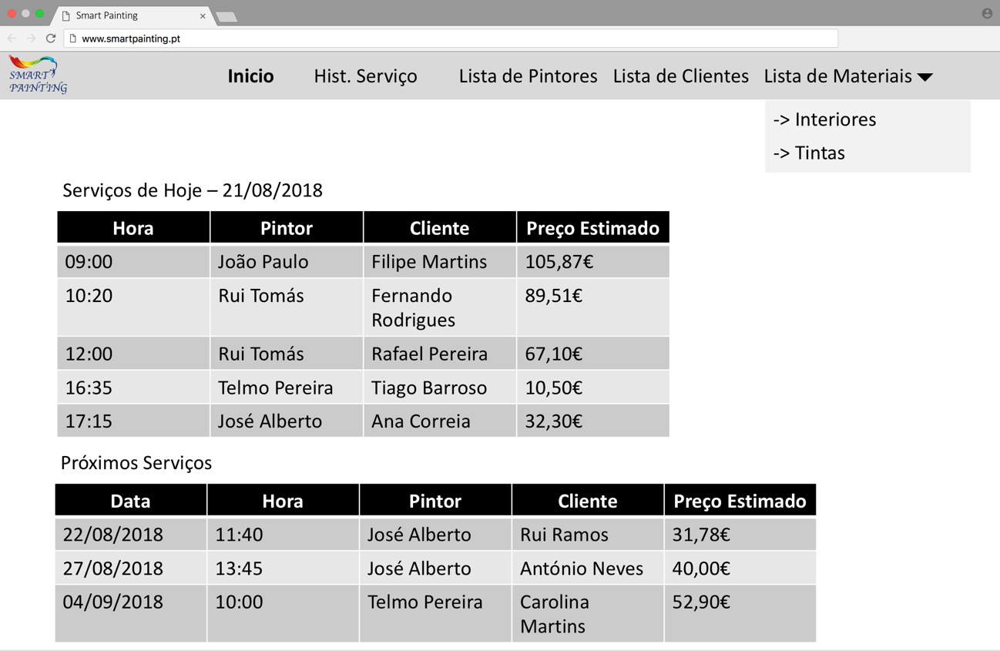 Smart Painting
www.smartpainting.pt
SMART
PAINTING
Inicio Hist. Serviço Lista de Pintores Lista de Clientes Lista de Materiais
-> Interiores
-> Tintas
Serviços de Hoje – 21/08/2018
Hora Pintor Cliente Preço Estimado
09:00 João Paulo Filipe Martins 105,87€
10:20 Rui Tomás Fernando 89,51€
Rodrigues
12:00 Rui Tomás Rafael Pereira 67,10€
16:35 Telmo Pereira Tiago Barroso 10,50€
17:15 José Alberto Ana Correia 32,30€
Próximos Serviços
Data Hora Pintor Cliente Preço Estimado
22/08/2018 11:40 José Alberto Rui Ramos 31,78€
27/08/2018 13:45 José Alberto António Neves 40,00€
04/09/2018 10:00 Telmo Pereira Carolina 52,90€
Martins